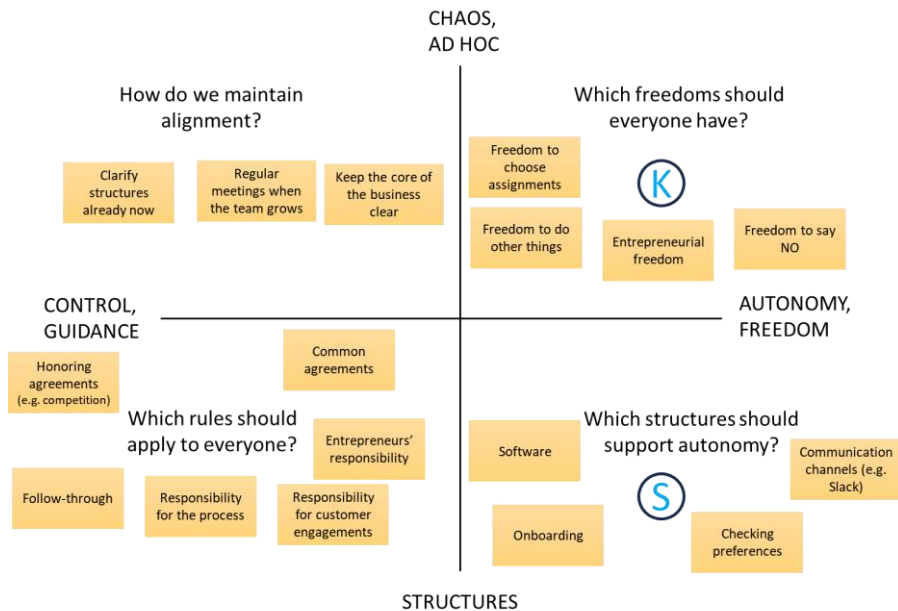 CHAOS,
AD HOC
How do we maintain
alignment?
Clarify
structures
already now
Regular
meetings when
the team grows
Keep the core of
the business
clear
Which freedoms should
everyone have?
Freedom to
choose
assignments
K
Freedom to do
other things
Entrepreneurial
freedom
Freedom to say
NO
CONTROL,
GUIDANCE
AUTONOMY,
FREEDOM
Honoring
agreements
(e.g. competition)
Common
agreements
Which rules should
apply to everyone?
Entrepreneurs’
responsibility
Follow-through
Responsibility
for the process
Responsibility
for customer
engagements
Which structures should
support autonomy?
Software
S
Communication
channels (e.g.
Slack)
Onboarding
Checking
preferences
STRUCTURES